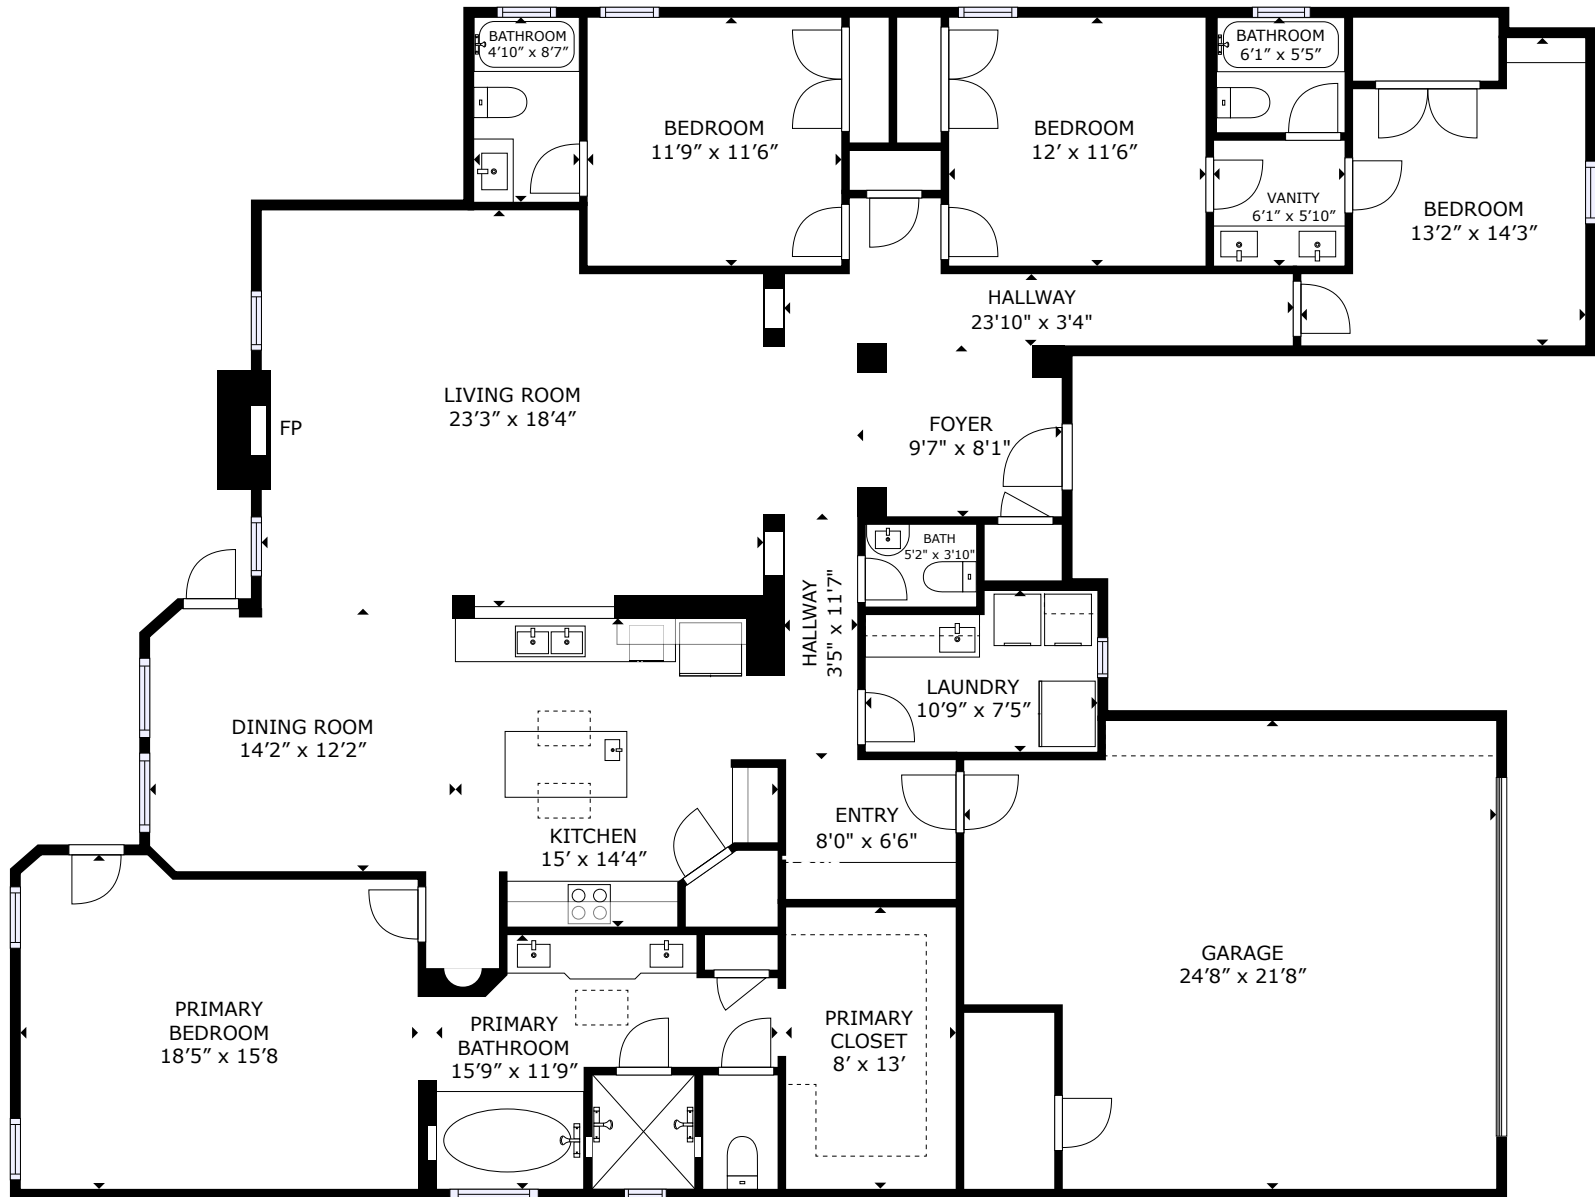 BATHROOM
4'10" x 8'7"
BEDROOM
11'9" x 11'6"
BEDROOM
12' x 11'6"
BATHROOM
6'1" x 5'5"
VANITY
6'1" x 5'10"
BEDROOM
13'2" x 14'3"
HALLWAY
23'10" x 3'4"
LIVING ROOM
23'3" x 18'4"
FP
FOYER
9'7" x 8'1"
BATH
5'2" x 3'10"
HALLWAY
3'5" x 11'7"
LAUNDRY
10'9" x 7'5"
DINING ROOM
14'2" x 12'2"
KITCHEN
15' x 14'4"
ENTRY
8'0" x 6'6"
GARAGE
24'8" x 21'8"
PRIMARY
BEDROOM
18'5" x 15'8
PRIMARY
BATHROOM
15'9" x 11'9"
PRIMARY
CLOSET
8' x 13'